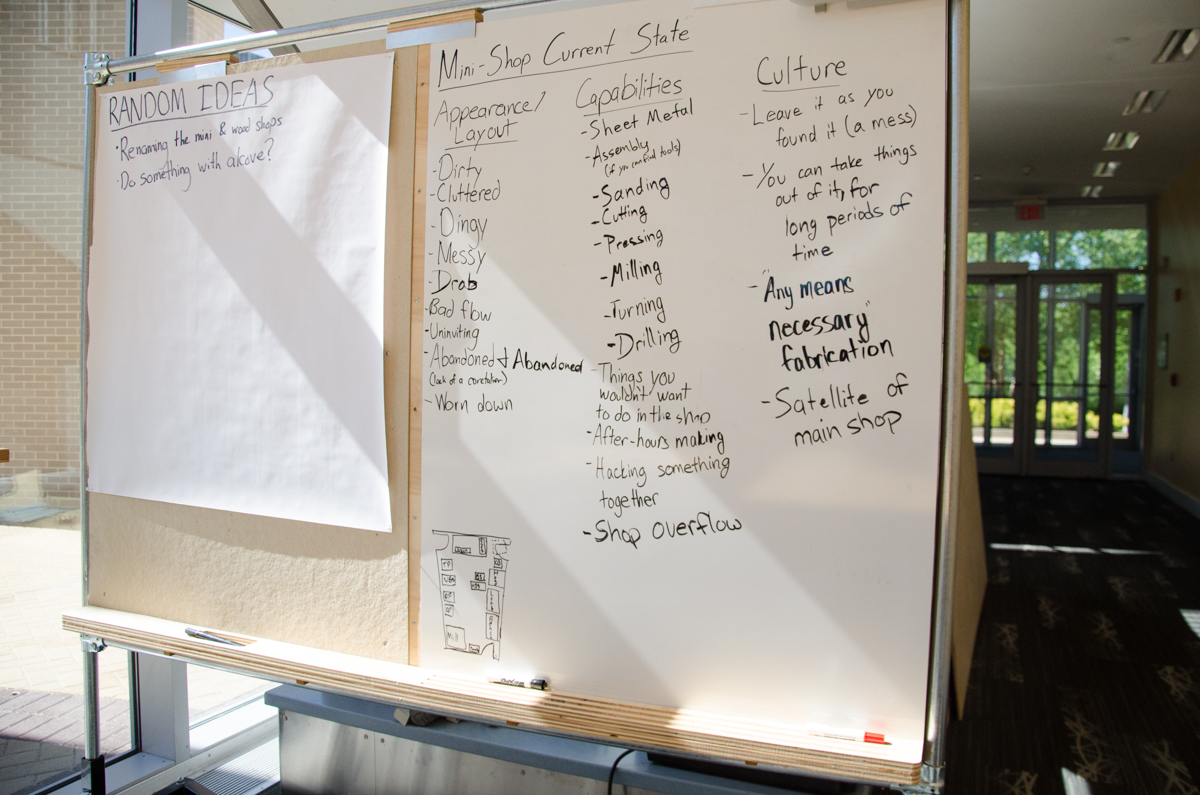 RANDOM IDEAS
·Renaming the mini & wood shops
·Do something with alcove?
Mini-Shop Current State
Appearance/
Layout
-Dirty
-Cluttered
-Dingy
-Messy
-Drab
-Bad flow
-Uninviting
-Abandoned + Abandoned
(lack of a
-Worn down
Mill
Capabilities
-Sheet Metal
-Assembly
(if you can find tools)
-Sanding
-Cutting
-Pressing
-Milling
-Turning
-Drilling
-Things you
wouldn't want
to do in the shop
-After-hours making
-Hacking something
together
-Shop overflow
Culture
-Leave it as you
found it (a mess)
-You can take things
out of it, for
long periods of
time
-"Any means
necessary"
fabrication
-Satellite of
main shop
EXIT